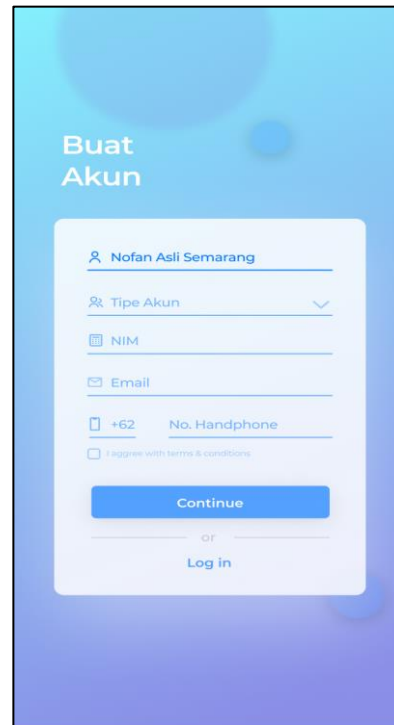 Buat
Akun
Nofan Asli Semarang
Tipe Akun
NIM
Email
+62 No. Handphone
I aggree with terms & conditions
Continue
or
Log in